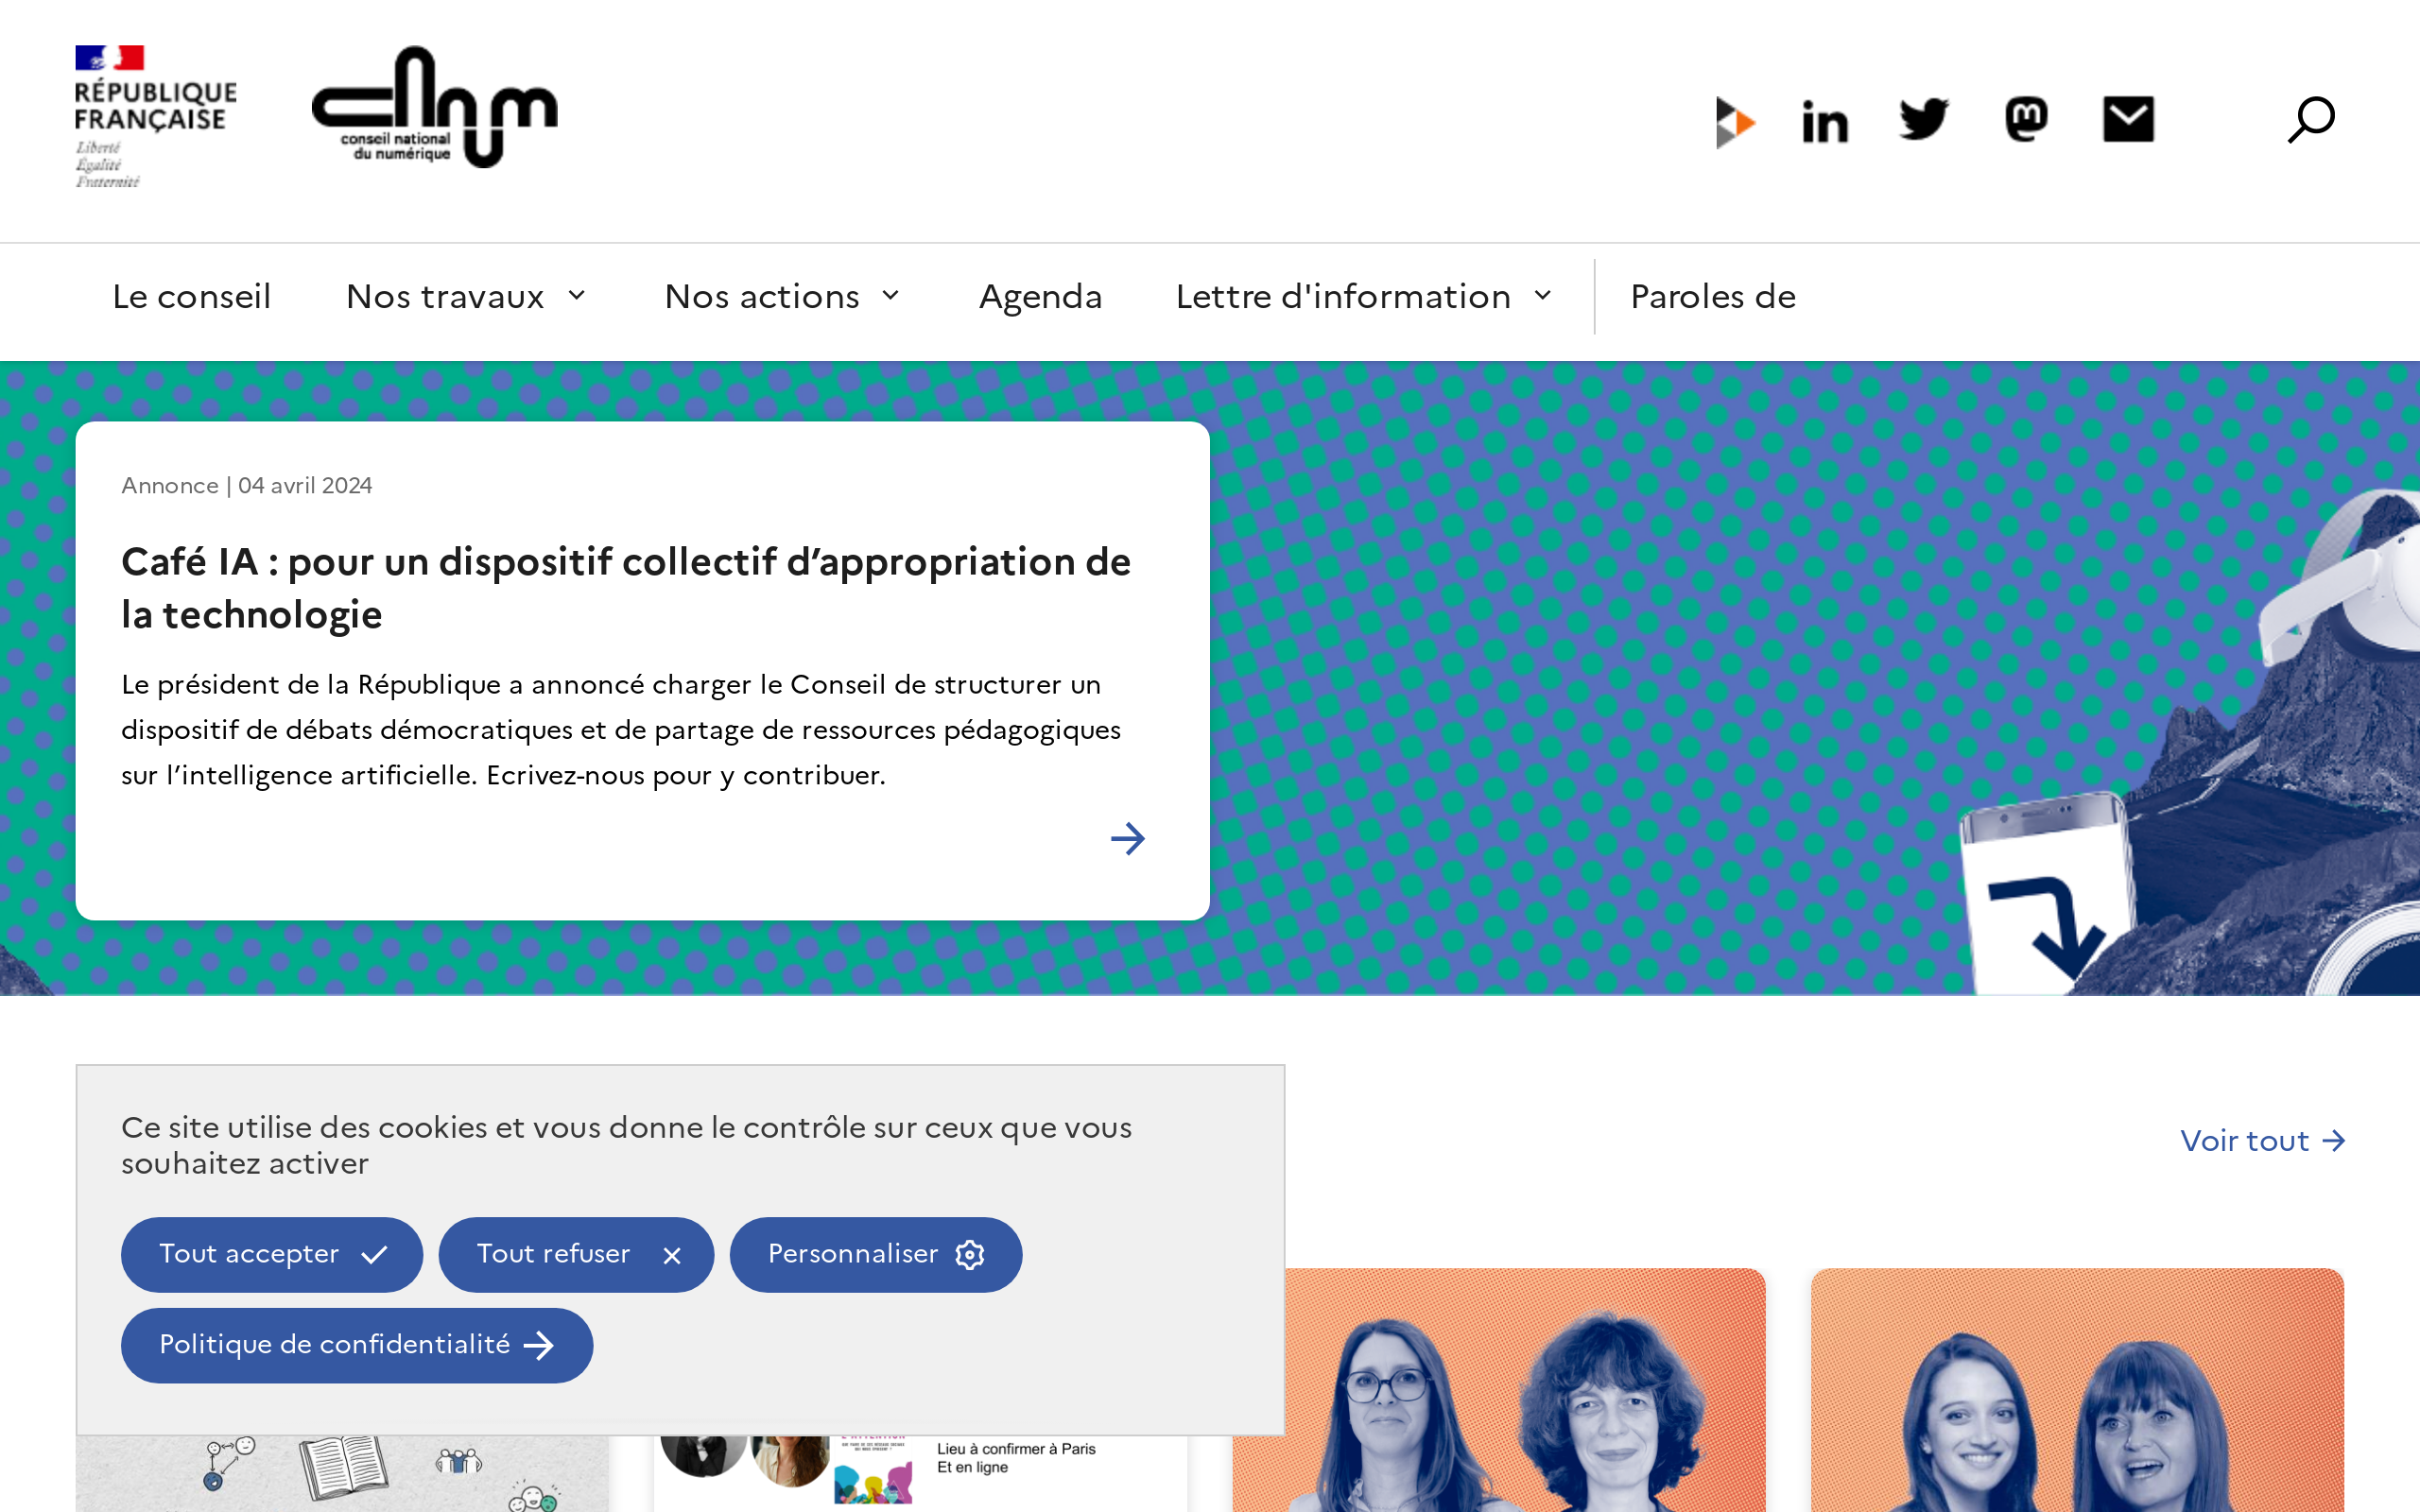 RÉPUBLIQUE
FRANÇAISE
Liberté
Égalité
Fraternité
cnnum
conseil national
du numérique
Le conseil
Nos travaux
Nos actions
Agenda
Lettre d'information
Paroles de
Annonce | 04 avril 2024
Café IA : pour un dispositif collectif d’appropriation de
la technologie
Le président de la République a annoncé charger le Conseil de structurer un
dispositif de débats démocratiques et de partage de ressources pédagogiques
sur l’intelligence artificielle. Ecrivez-nous pour y contribuer.
Voir tout
Ce site utilise des cookies et vous donne le contrôle sur ceux que vous
souhaitez activer
Tout accepter
Tout refuser
Personnaliser
Politique de confidentialité
Lieu à confirmer à Paris
Et en ligne